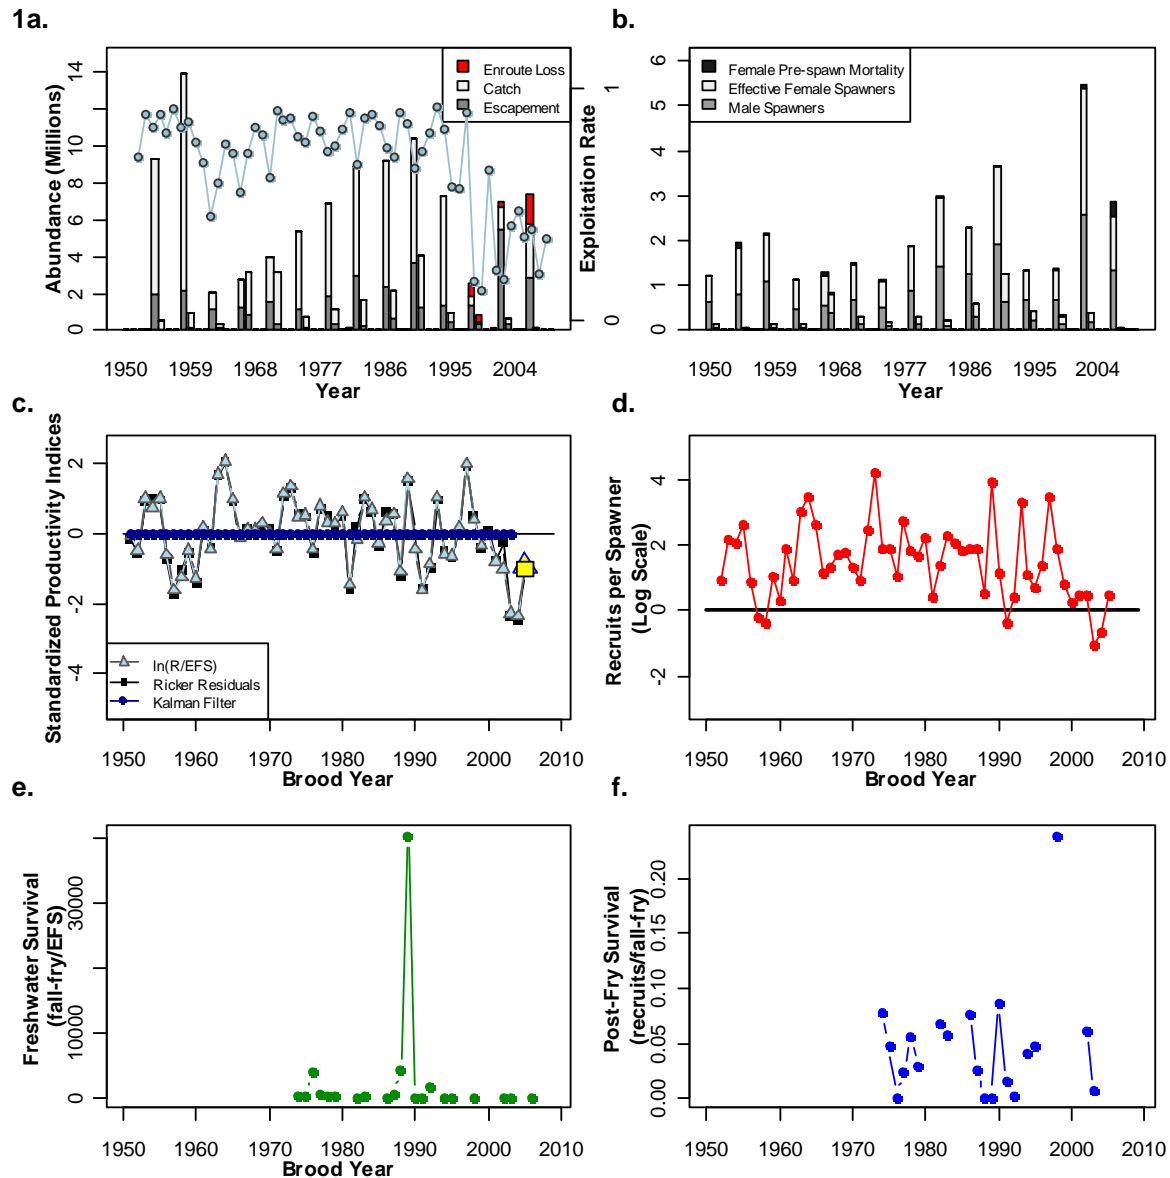 1a.
Abundance (Millions)
14
12
10
8
6
4
2
0
Enroute Loss
Catch
Escapement
1
0
Exploitation Rate
1950 1959 1968 1977 1986 1995 2004
Year
b.
6
5
4
3
2
1
0
Female Pre-spawn Mortality
Effective Female Spawners
Male Spawners
1950 1959 1968 1977 1986 1995 2004
Year
c.
Standardized Productivity Indices
2
0
-2
-4
ln(R/EFS)
Ricker Residuals
Kalman Filter
1950 1960 1970 1980 1990 2000 2010
Brood Year
d.
Recruits per Spawner
(Log Scale)
4
2
0
-2
1950 1960 1970 1980 1990 2000 2010
Brood Year
e.
Freshwater Survival
(fall-fry/EFS)
30000
10000
0
1950 1960 1970 1980 1990 2000 2010
Brood Year
f.
Post-Fry Survival
(recruits/fall-fry)
0.20
0.15
0.10
0.05
0.00
1950 1960 1970 1980 1990 2000 2010